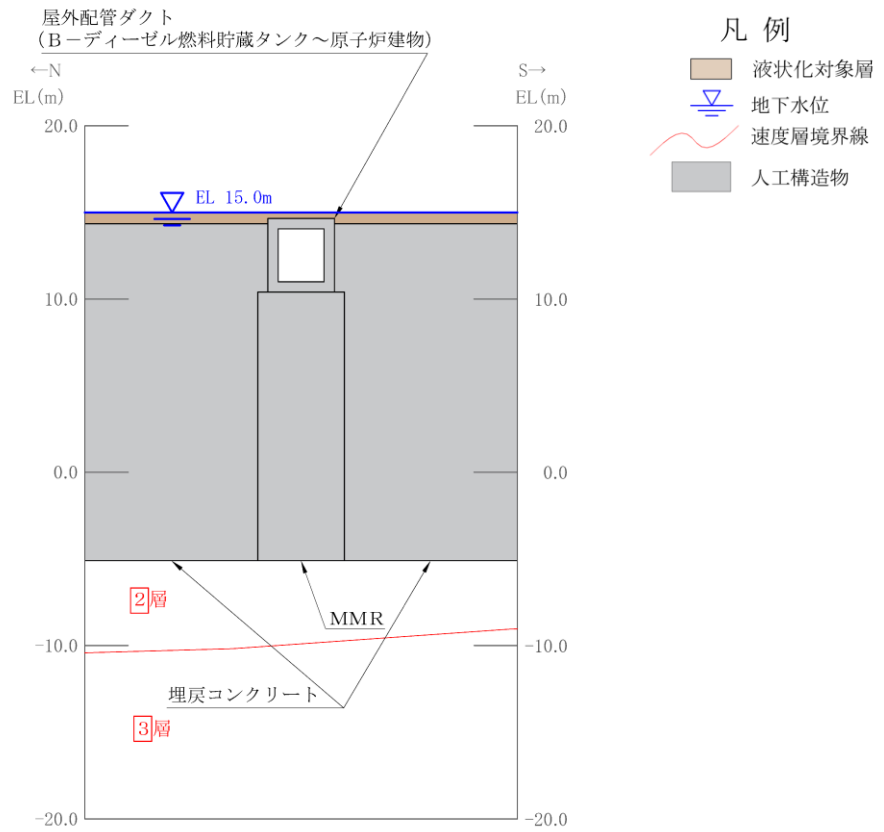 屋外配管ダクト
(B－ディーゼル燃料貯蔵タンク～原子炉建物)
←N
EL(m)
S→
EL(m)
凡 例
液状化対象層
地下水位
速度層境界線
人工構造物
20.0
20.0
EL 15.0m
10.0
10.0
0.0
0.0
2層
MMR
-10.0
-10.0
埋戻コンクリート
3層
-20.0
-20.0